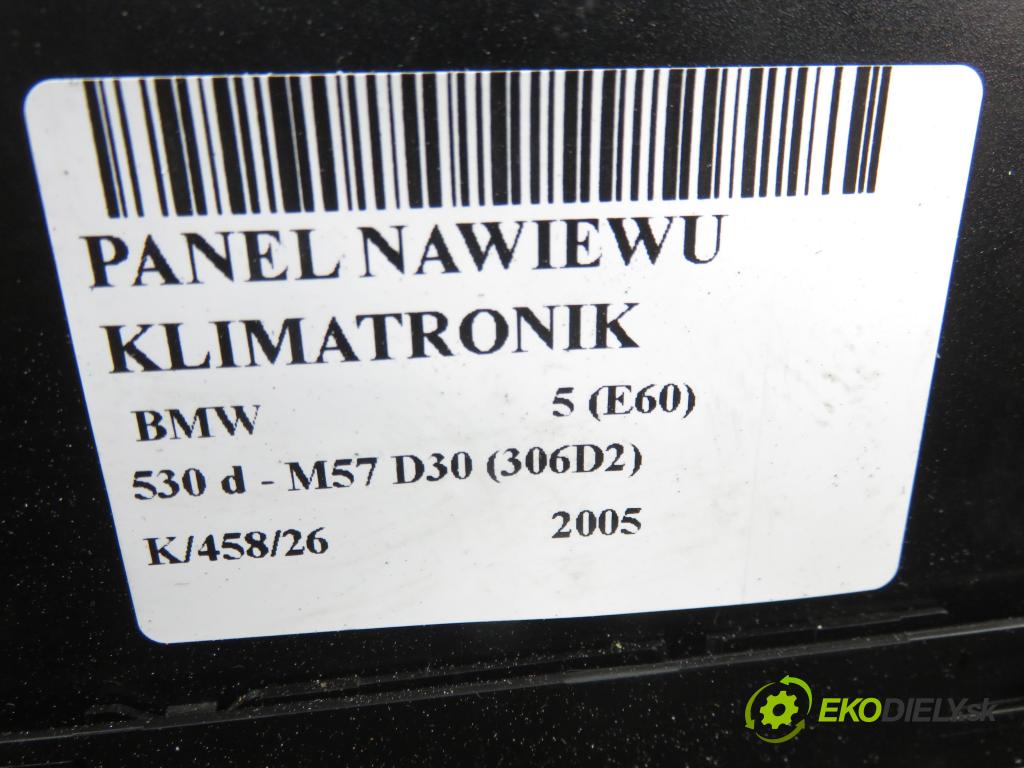 PANEL NAWIEWU
KLIMATRONIK
BMW 5 (E60)
530 d - M57 D30 (306D2)
K/458/26 2005
EKODIELY.sk